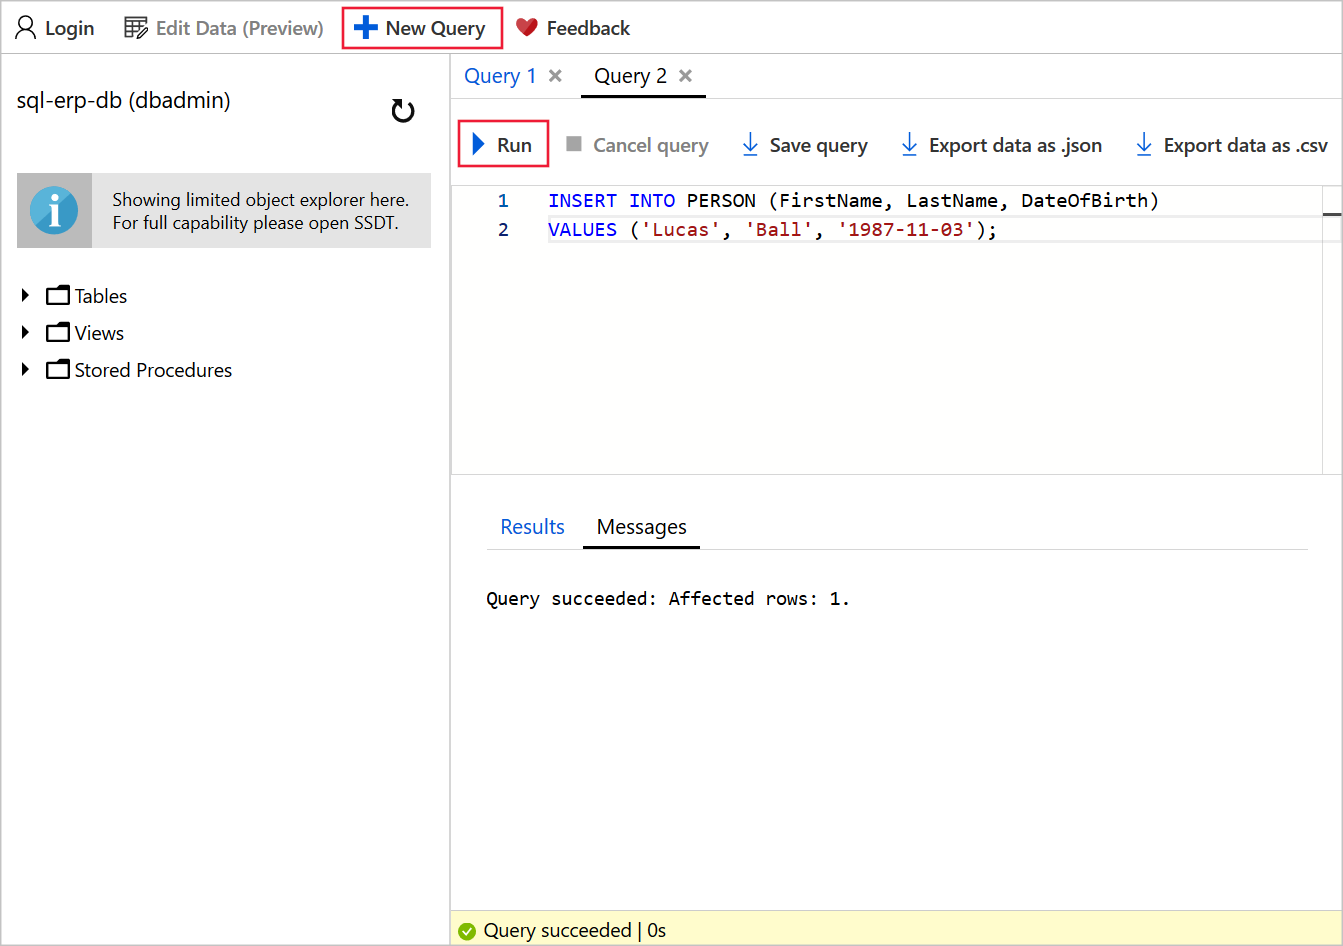 Login Edit Data (Preview) New Query Feedback
sql-erp-db (dbadmin)
Showing limited object explorer here.
For full capability please open SSDT.
Tables
Views
Stored Procedures
Query 1 Query 2
Run Cancel query Save query Export data as .json Export data as .csv
1 INSERT INTO PERSON (FirstName, LastName, DateOfBirth)
2 VALUES ('Lucas', 'Ball', '1987-11-03');
Results Messages
Query succeeded: Affected rows: 1.
Query succeeded | 0s